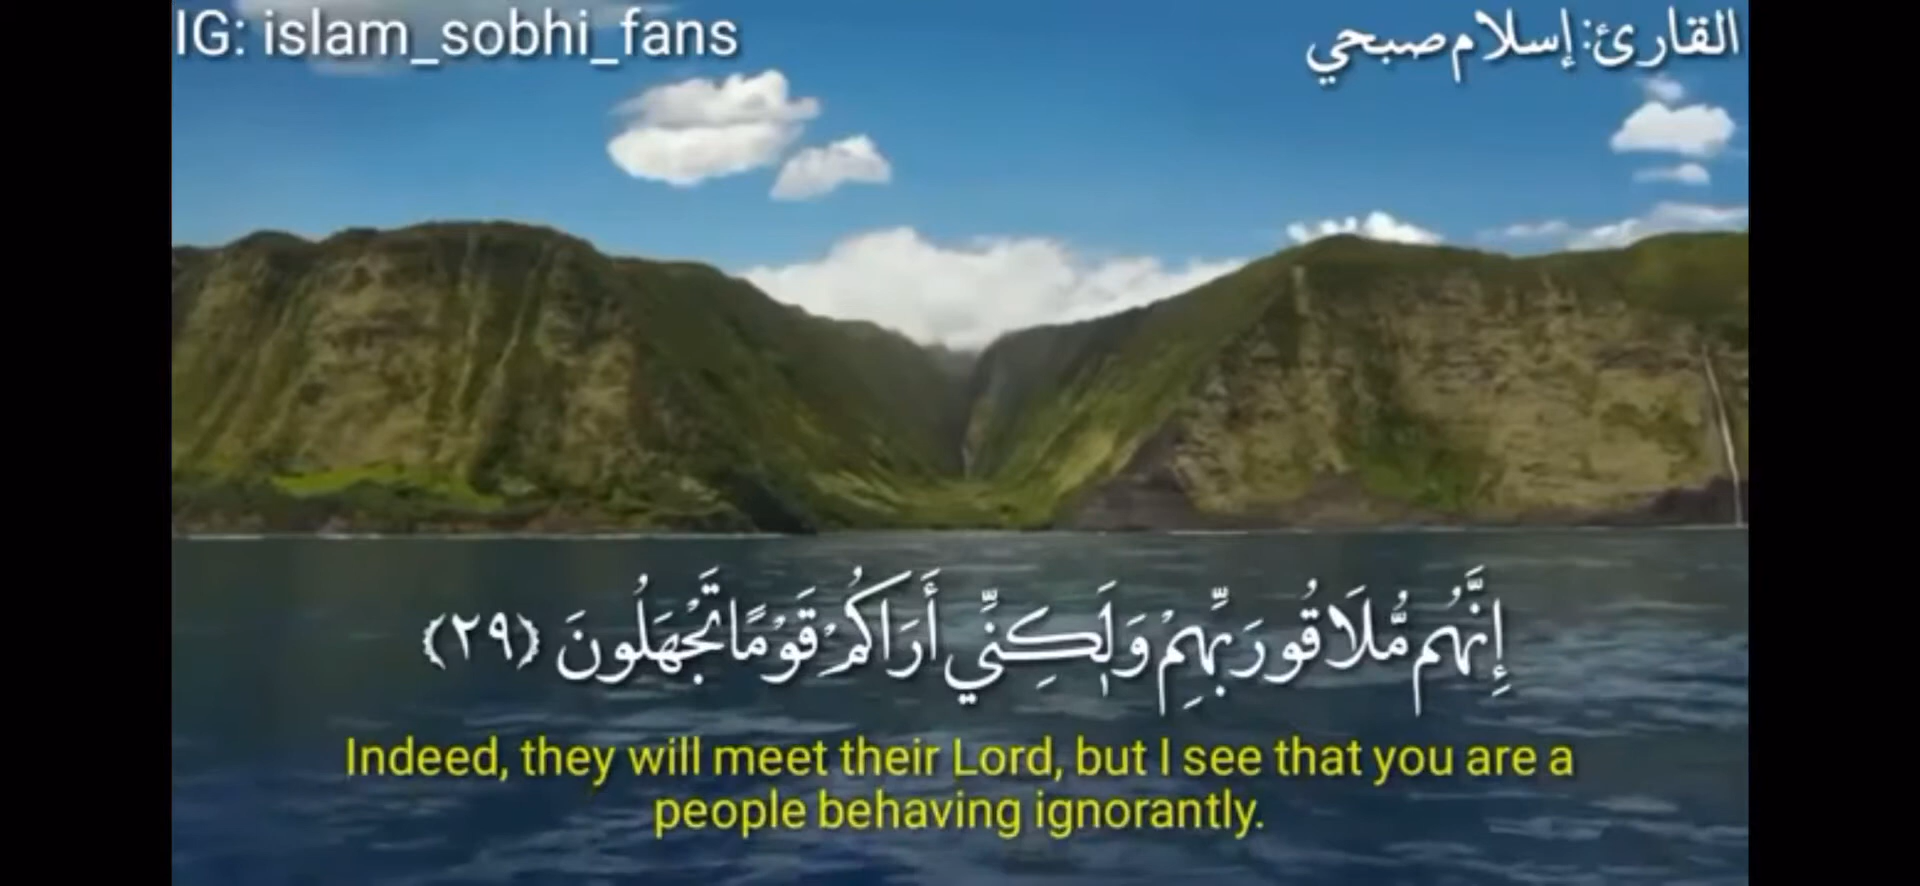 IG: islam_sobhi_fans
القارئ: إسلام صبحي
إِنَّهُم مُّلَاقُو رَبِّهِمْ وَلَٰكِنِّي أَرَاكُمْ قَوْمًا تَجْهَلُونَ ﴿٢٩﴾
Indeed, they will meet their Lord, but I see that you are a
people behaving ignorantly.